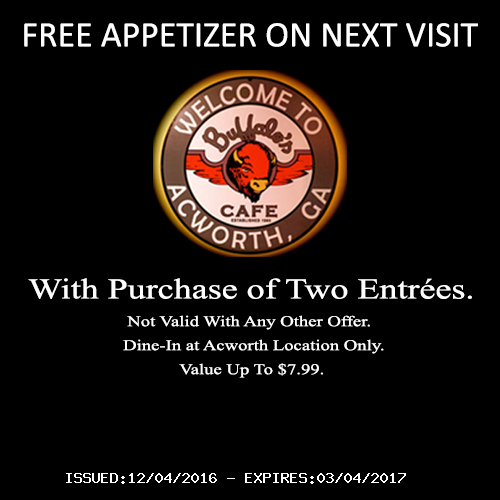 FREE APPETIZER ON NEXT VISIT
WELCOME TO
Buffalo's
CAFE
ESTABLISHED 1985
ACWORTH, GA
With Purchase of Two Entrées.
Not Valid With Any Other Offer.
Dine-In at Acworth Location Only.
Value Up To $7.99.
ISSUED:12/04/2016 - EXPIRES:03/04/2017